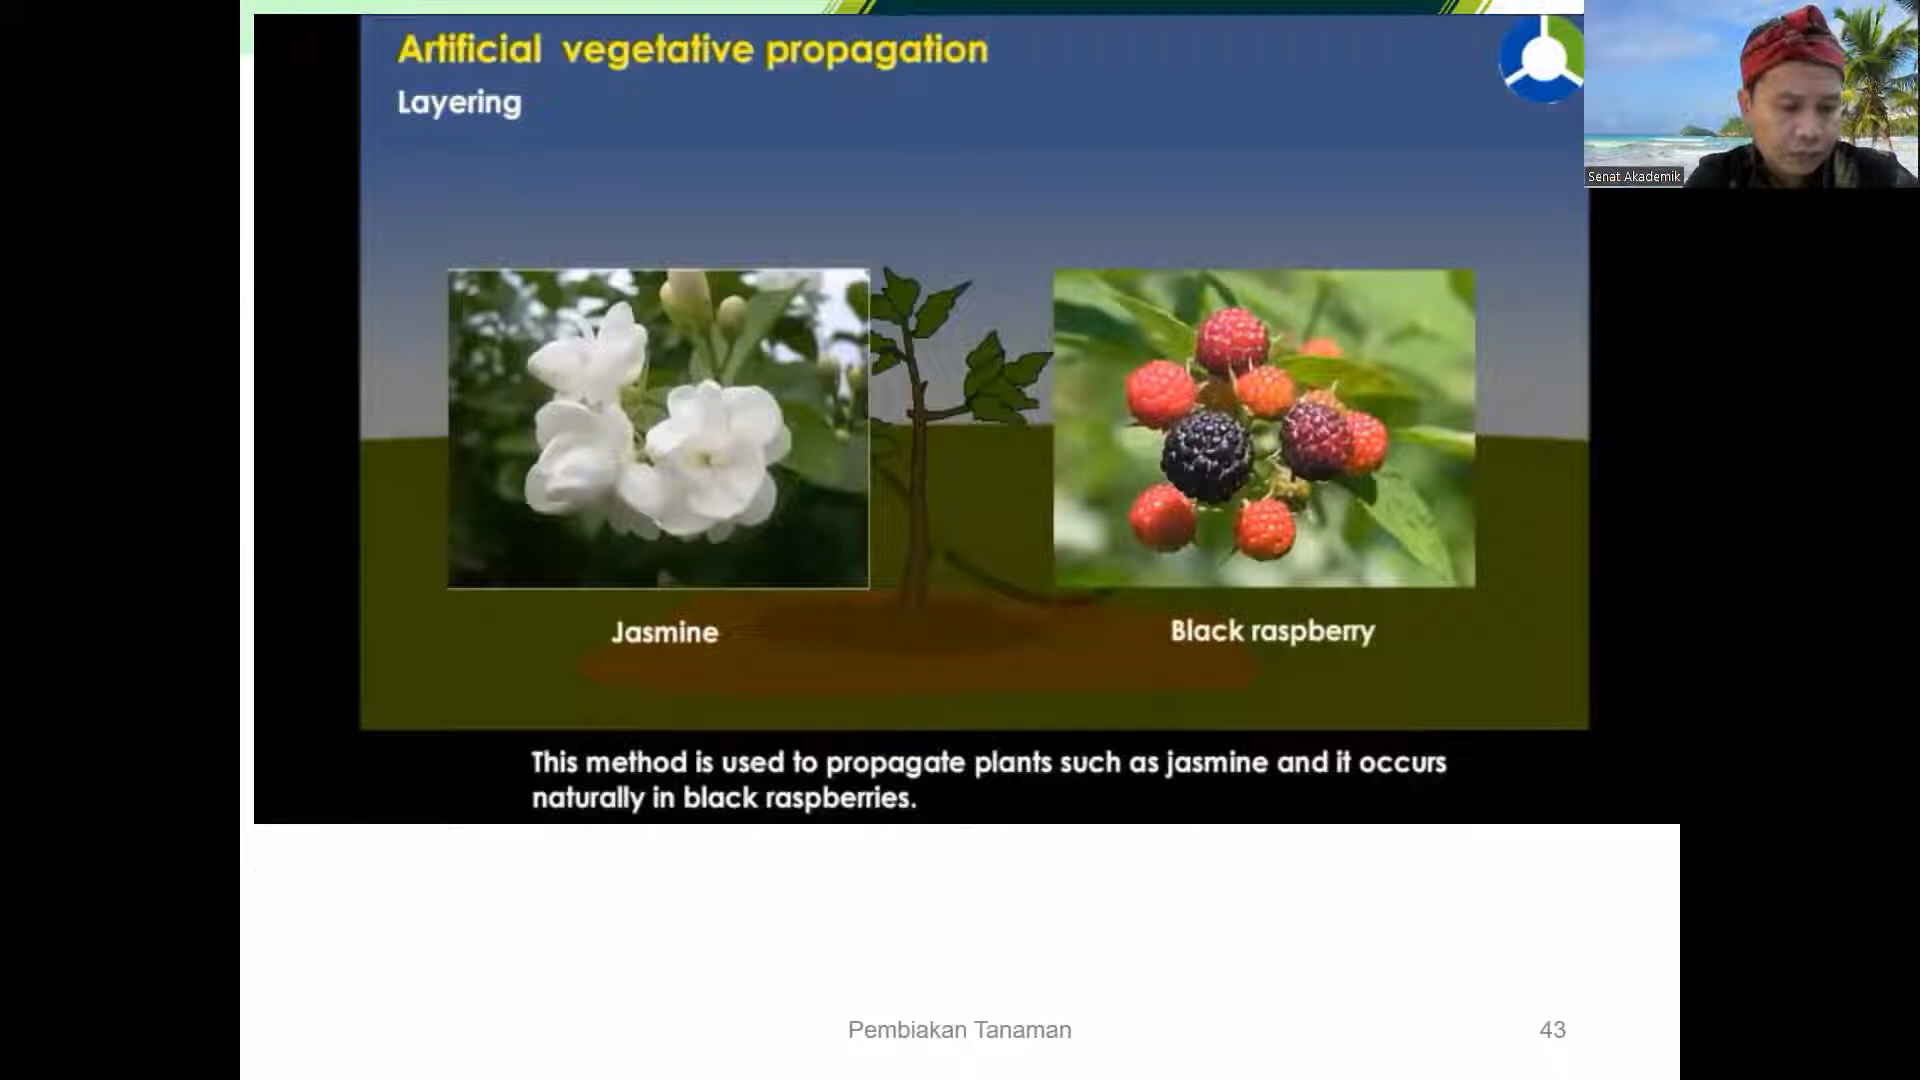 Artificial vegetative propagation
Layering
Senat Akademik
Jasmine
Black raspberry
This method is used to propagate plants such as jasmine and it occurs
naturally in black raspberries.
Pembiakan Tanaman
43